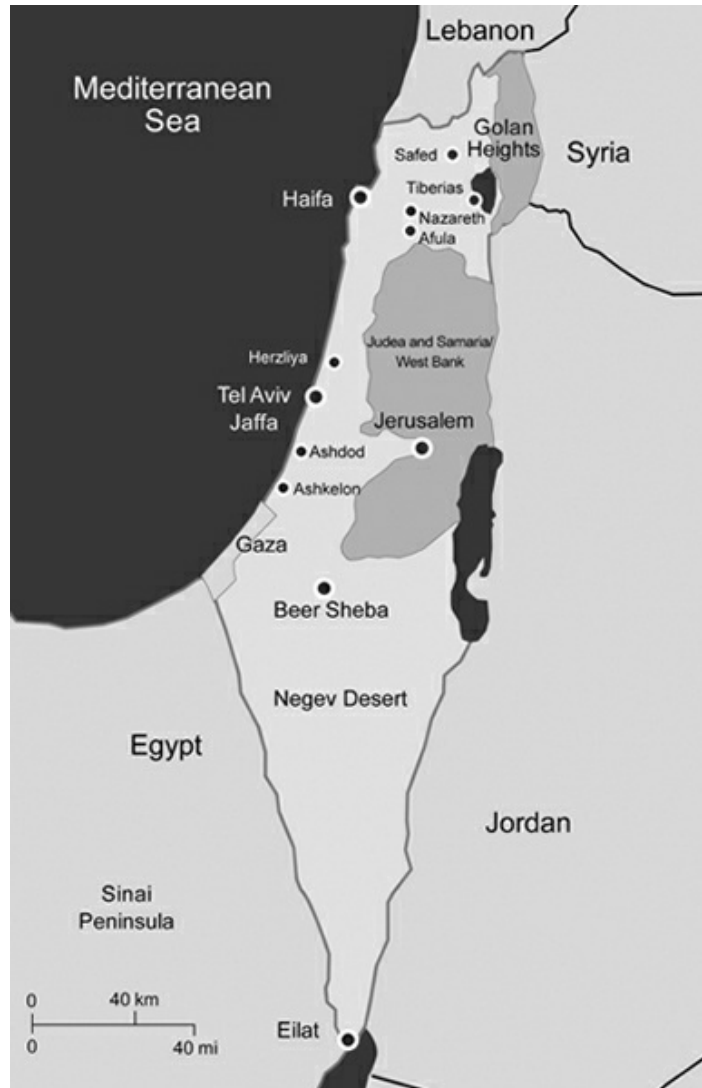 Lebanon
Mediterranean
Sea
Golan
Heights
Safed
Syria
Tiberias
Haifa
Nazareth
Afula
Judea and Samaria/
West Bank
Herzliya
Tel Aviv
Jaffa
Jerusalem
Ashdod
Ashkelon
Gaza
Beer Sheba
Negev Desert
Egypt
Jordan
Sinai
Peninsula
0 40 km
0 40 mi
Eilat